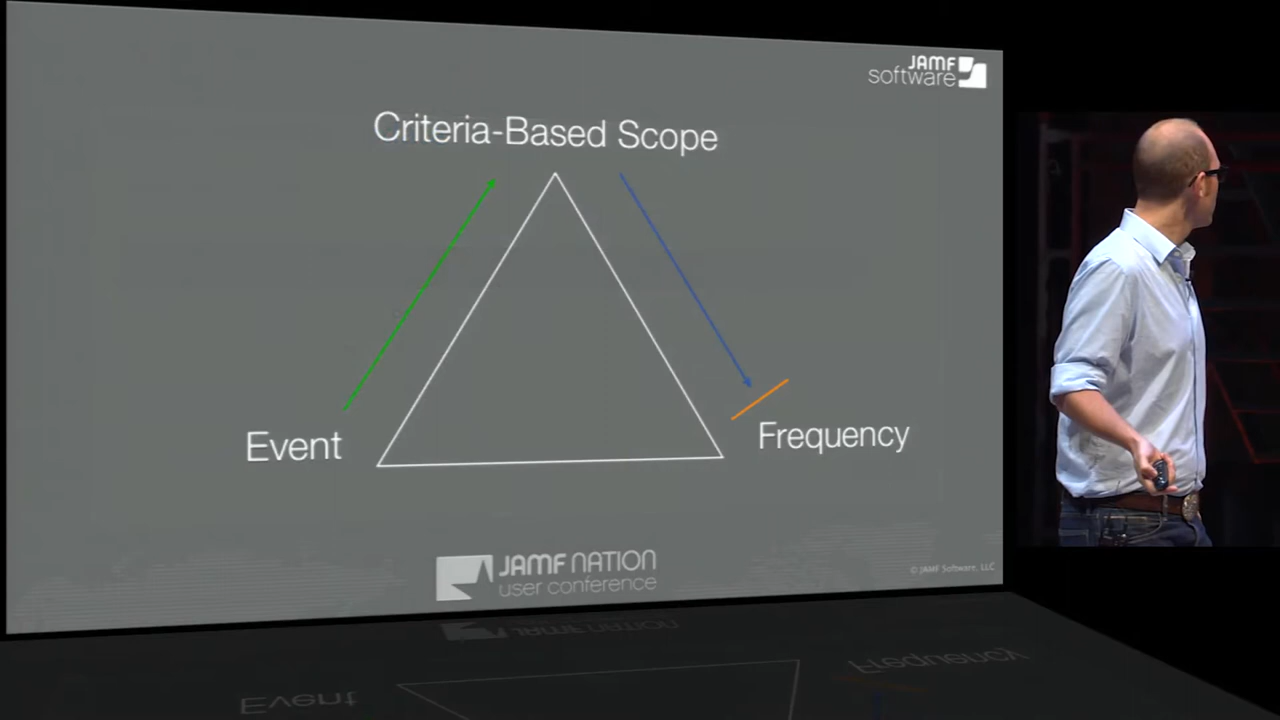 JAMF
software
Criteria-Based Scope
Event
Frequency
JAMF NATION
user conference
© JAMF Software, LLC